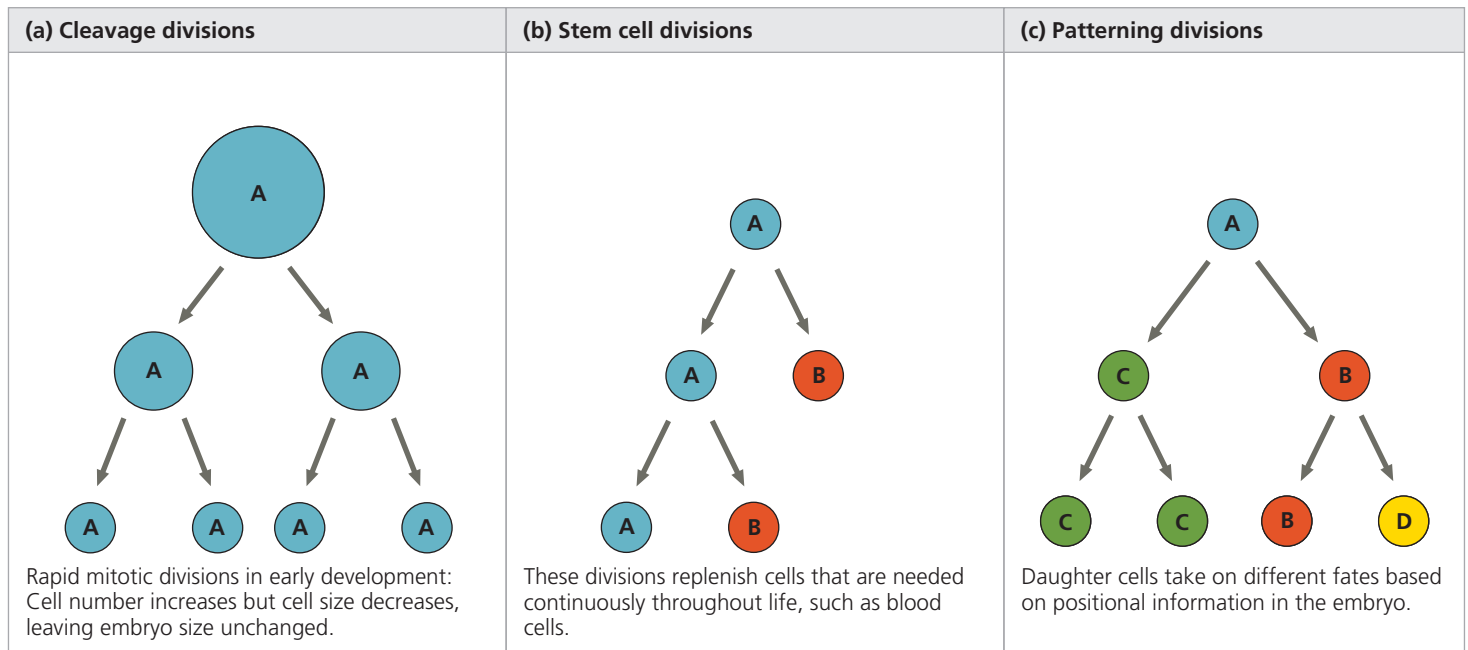 (a) Cleavage divisions
A
A
A
A
A
A
A
Rapid mitotic divisions in early development:
Cell number increases but cell size decreases,
leaving embryo size unchanged.
(b) Stem cell divisions
A
A
B
A
B
These divisions replenish cells that are needed
continuously throughout life, such as blood
cells.
(c) Patterning divisions
A
C
B
C
C
B
D
Daughter cells take on different fates based
on positional information in the embryo.